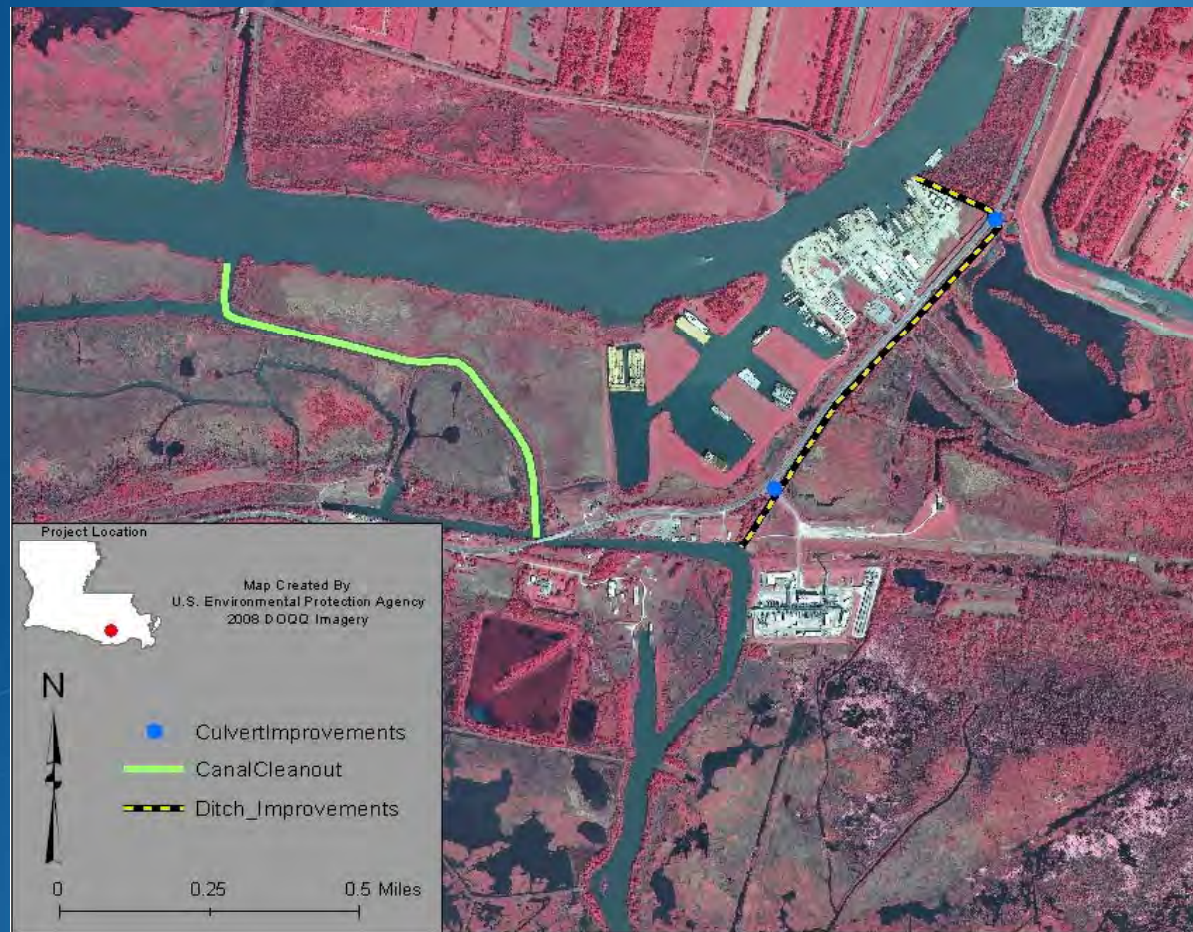 Project Location
Map Created By
U.S. Environmental Protection Agency
2008 DOQQ Imagery
N
CulvertImprovements
CanalCleanout
Ditch_Improvements
0 0.25 0.5 Miles